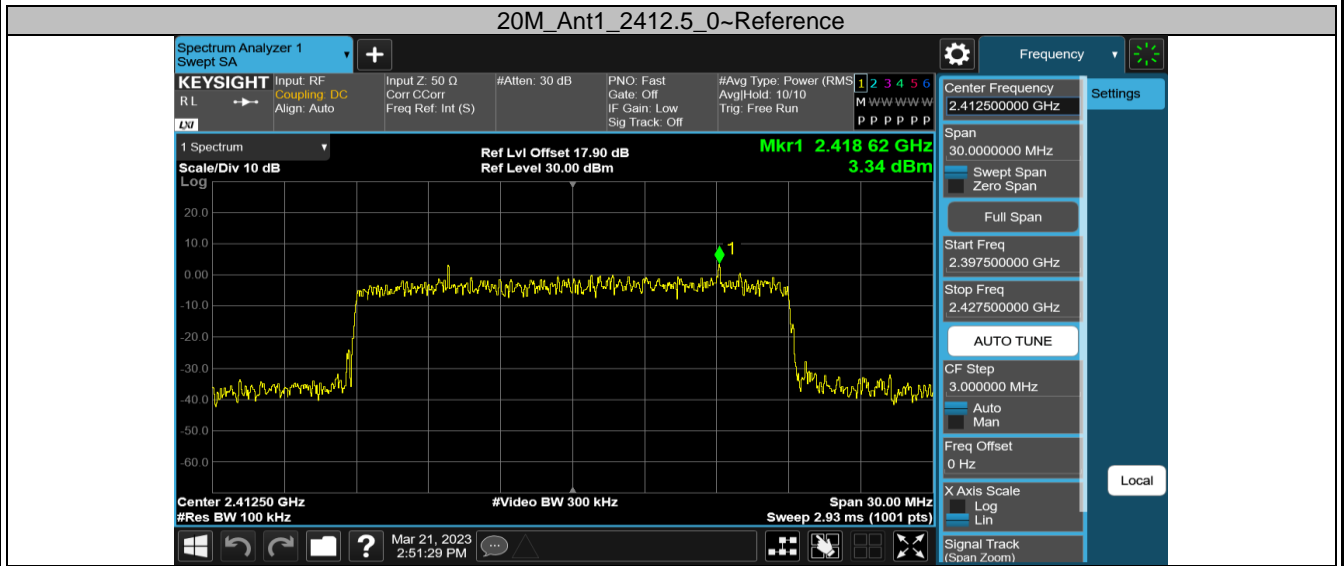 20M_Ant1_2412.5_0~Reference
Spectrum Analyzer 1
Swept SA
Frequency
KEYSIGHT
R L
LXI
Input: RF
Coupling: DC
Align: Auto
Input Z: 50 Ω
Corr CCorr
Freq Ref: Int (S)
#Atten: 30 dB
PNO: Fast
Gate: Off
IF Gain: Low
Sig Track: Off
#Avg Type: Power (RMS
Avg|Hold: 10/10
Trig: Free Run
1 2 3 4 5 6
M W W W W W
P P P P P P
1 Spectrum
Scale/Div 10 dB
Log
Ref Lvl Offset 17.90 dB
Ref Level 30.00 dBm
Mkr1 2.418 62 GHz
3.34 dBm
20.0
10.0
0.00
-10.0
-20.0
-30.0
-40.0
-50.0
-60.0
1
Center 2.41250 GHz
#Res BW 100 kHz
#Video BW 300 kHz
Span 30.00 MHz
Sweep 2.93 ms (1001 pts)
Mar 21, 2023
2:51:29 PM
Center Frequency
2.412500000 GHz
Span
30.0000000 MHz
Swept Span
Zero Span
Full Span
Start Freq
2.397500000 GHz
Stop Freq
2.427500000 GHz
AUTO TUNE
CF Step
3.000000 MHz
Auto
Man
Freq Offset
0 Hz
X Axis Scale
Log
Lin
Signal Track
(Span Zoom)
Settings
Local